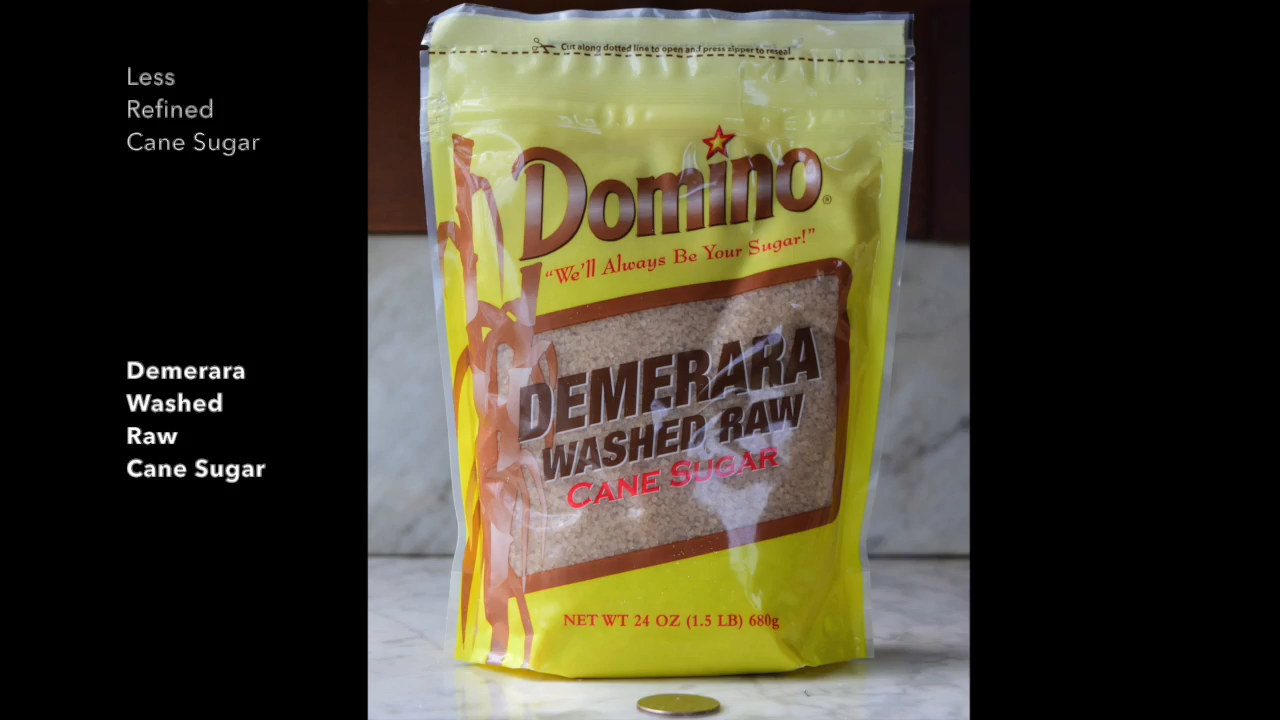 Less
Refined
Cane Sugar
Demerara
Washed
Raw
Cane Sugar
Cut along dotted line to open and press zipper to reseal
Domino®
"We'll Always Be Your Sugar!"
DEMERARA
WASHED RAW
CANE SUGAR
NET WT 24 OZ (1.5 LB) 680g